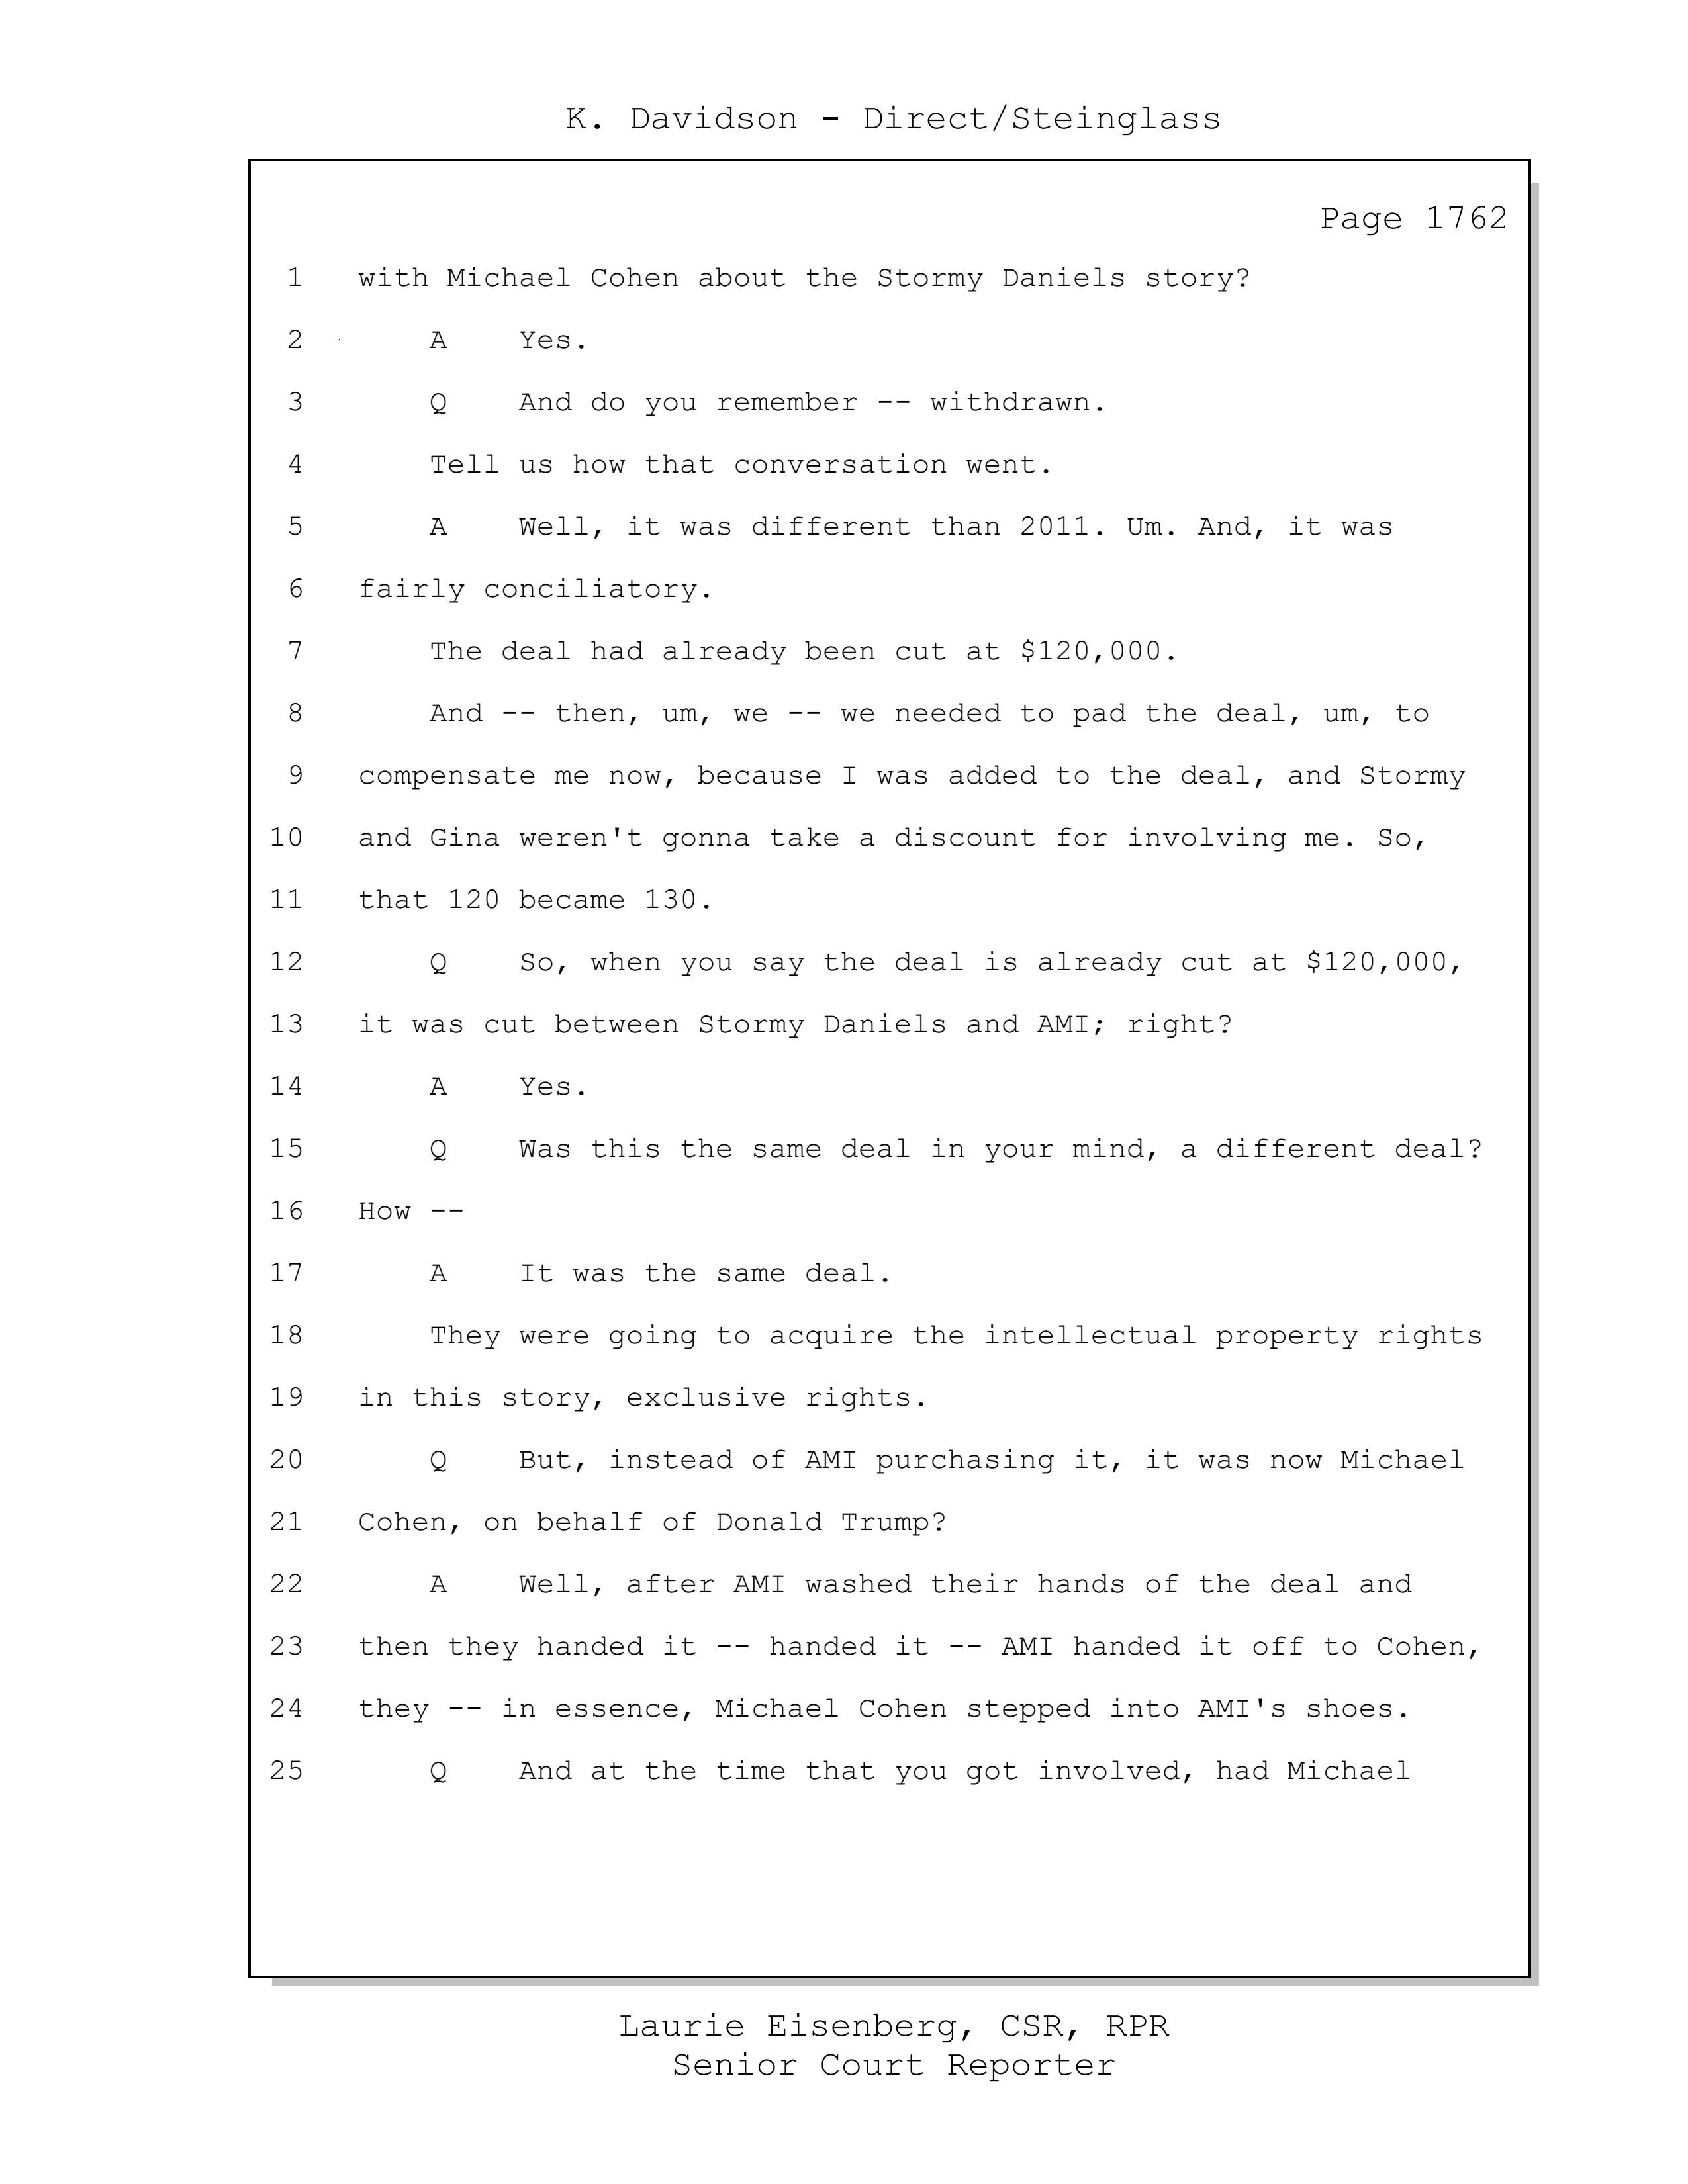 K. Davidson - Direct/Steinglass
Page 1762
1 with Michael Cohen about the Stormy Daniels story?
2 A Yes.
3 Q And do you remember -- withdrawn.
4 Tell us how that conversation went.
5 A Well, it was different than 2011. Um. And, it was
6 fairly conciliatory.
7 The deal had already been cut at $120,000.
8 And -- then, um, we -- we needed to pad the deal, um, to
9 compensate me now, because I was added to the deal, and Stormy
10 and Gina weren't gonna take a discount for involving me. So,
11 that 120 became 130.
12 Q So, when you say the deal is already cut at $120,000,
13 it was cut between Stormy Daniels and AMI; right?
14 A Yes.
15 Q Was this the same deal in your mind, a different deal?
16 How --
17 A It was the same deal.
18 They were going to acquire the intellectual property rights
19 in this story, exclusive rights.
20 Q But, instead of AMI purchasing it, it was now Michael
21 Cohen, on behalf of Donald Trump?
22 A Well, after AMI washed their hands of the deal and
23 then they handed it -- handed it -- AMI handed it off to Cohen,
24 they -- in essence, Michael Cohen stepped into AMI's shoes.
25 Q And at the time that you got involved, had Michael
Laurie Eisenberg, CSR, RPR
Senior Court Reporter